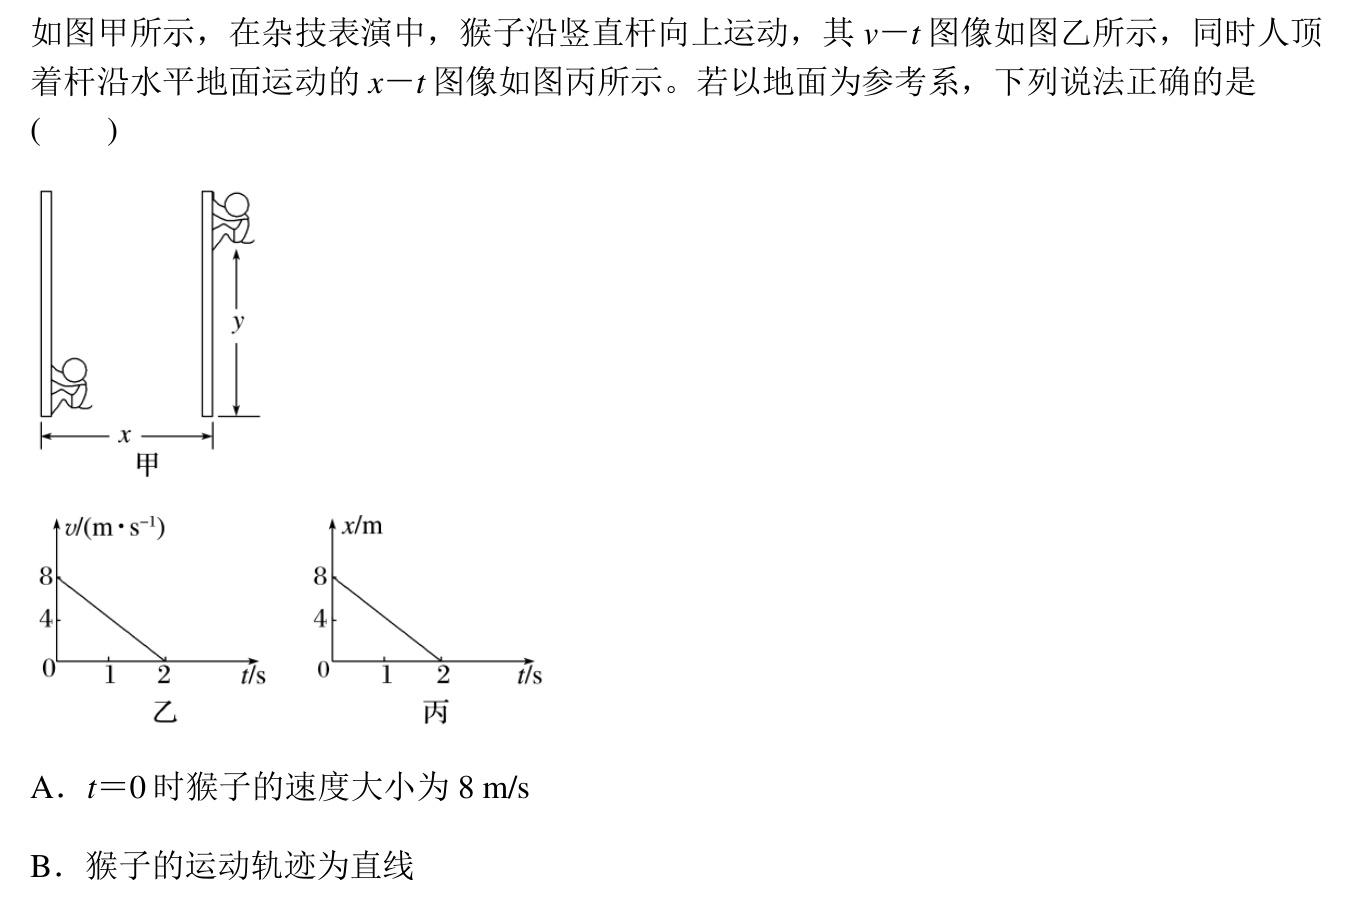 如图甲所示，在杂技表演中，猴子沿竖直杆向上运动，其 v－t 图像如图乙所示，同时人顶
着杆沿水平地面运动的 x－t 图像如图丙所示。若以地面为参考系，下列说法正确的是
(　　)
y
x
甲
v/(m·s⁻¹)
8
4
0
1
2
t/s
乙
x/m
8
4
0
1
2
t/s
丙
A．t＝0 时猴子的速度大小为 8 m/s
B．猴子的运动轨迹为直线